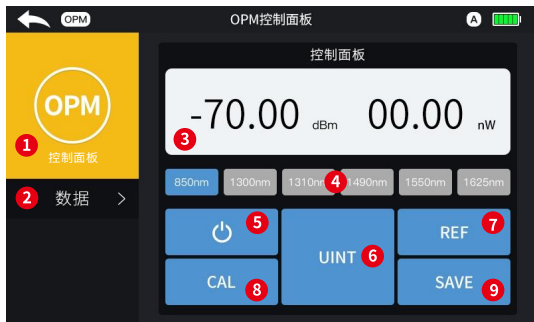 OPM
OPM控制面板
A
OPM
1
控制面板
2 数据 >
控制面板
-70.00 dBm 00.00 nW
3
850nm 1300nm 1310nm 4 1490nm 1550nm 1625nm
5
UINT 6
REF 7
CAL 8
SAVE 9